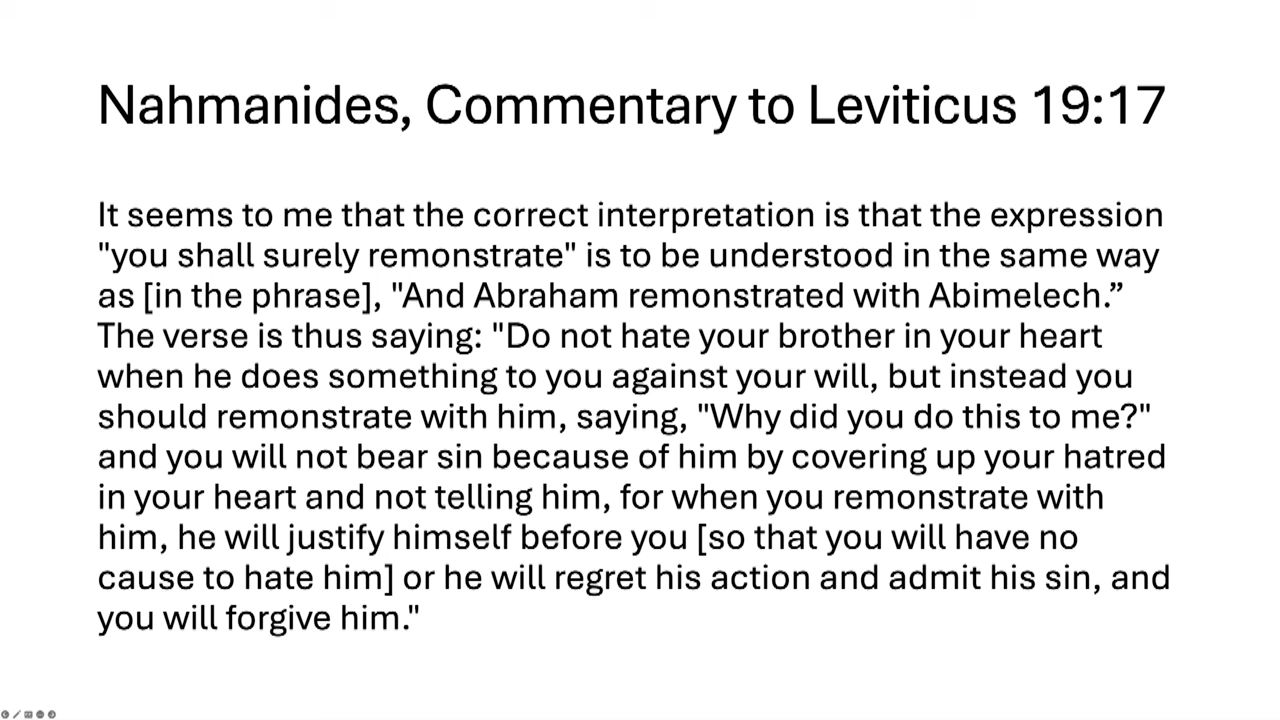 Nahmanides, Commentary to Leviticus 19:17
It seems to me that the correct interpretation is that the expression
"you shall surely remonstrate" is to be understood in the same way
as [in the phrase], "And Abraham remonstrated with Abimelech.”
The verse is thus saying: "Do not hate your brother in your heart
when he does something to you against your will, but instead you
should remonstrate with him, saying, "Why did you do this to me?"
and you will not bear sin because of him by covering up your hatred
in your heart and not telling him, for when you remonstrate with
him, he will justify himself before you [so that you will have no
cause to hate him] or he will regret his action and admit his sin, and
you will forgive him."